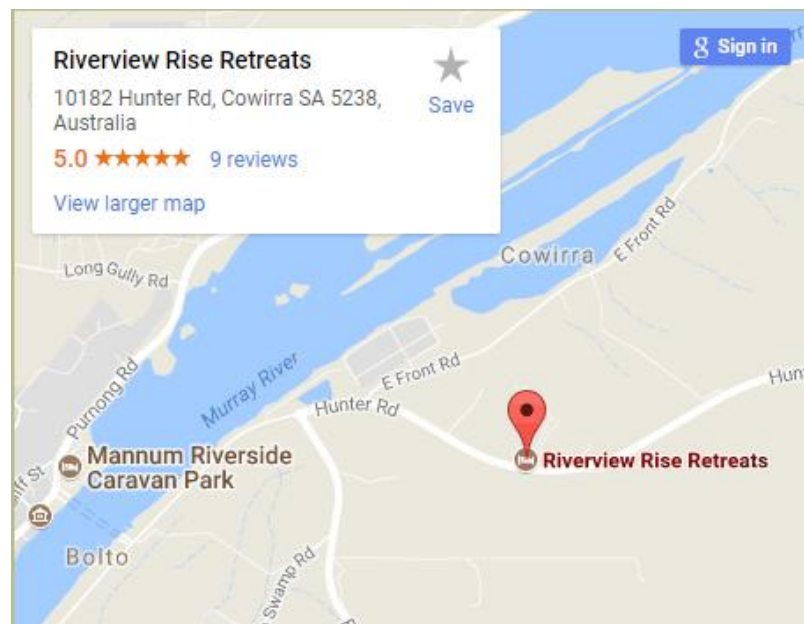 Riverview Rise Retreats
10182 Hunter Rd, Cowirra SA 5238,
Australia
5.0
9 reviews
View larger map
Save
g Sign in
Long Gully Rd
Cowirra
E Front Rd
Purnong Rd
Murray River
E Front Rd
Hunter Rd
Mannum Riverside
Caravan Park
Riverview Rise Retreats
Bolto
Swamp Rd